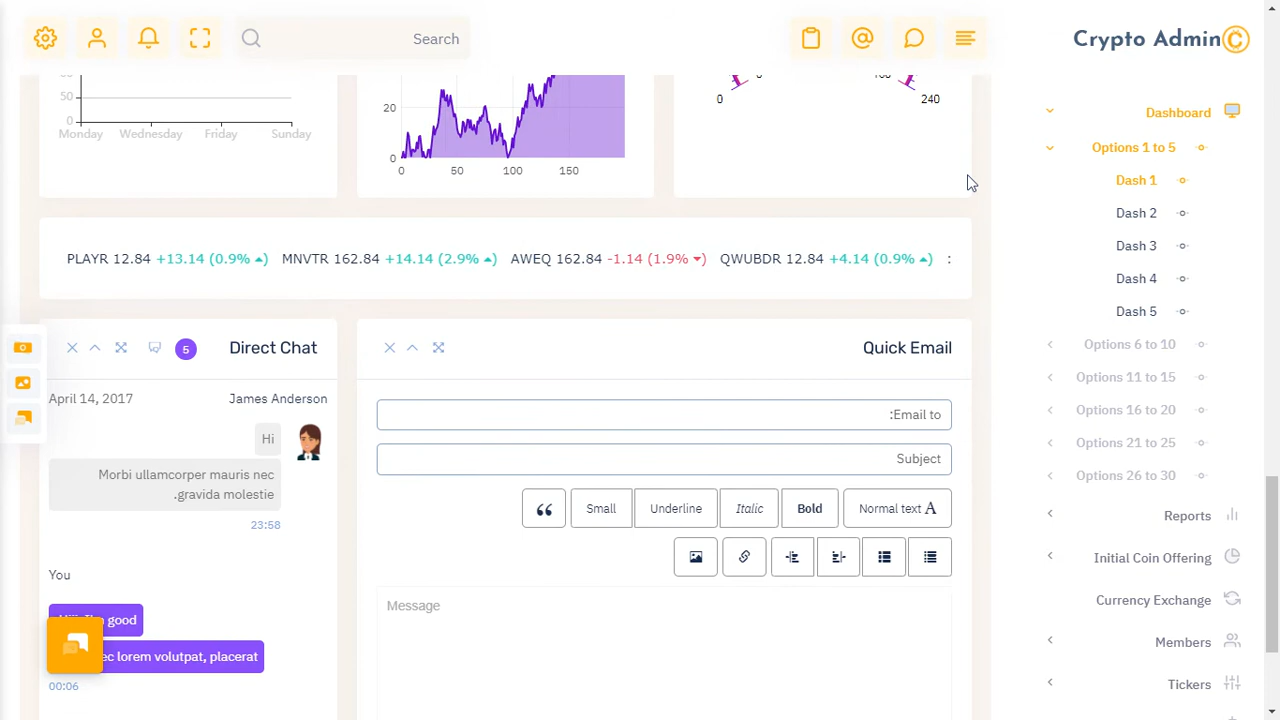 Search
Crypto Admin
50
0
Monday Wednesday Friday Sunday
20
0
0 50 100 150
0
240
PLAYR 12.84 +13.14 (0.9% ) MNVTR 162.84 +14.14 (2.9% ) AWEQ 162.84 -1.14 (1.9% ) QWUBDR 12.84 +4.14 (0.9% ) :
5
Direct Chat
April 14, 2017 James Anderson
Hi
Morbi ullamcorper mauris nec
.gravida molestie
23:58
You
good
ec lorem volutpat, placerat
00:06
Quick Email
:Email to
Subject
Small Underline Italic Bold Normal text A
Message
Dashboard
Options 1 to 5
Dash 1
Dash 2
Dash 3
Dash 4
Dash 5
Options 6 to 10
Options 11 to 15
Options 16 to 20
Options 21 to 25
Options 26 to 30
Reports
Initial Coin Offering
Currency Exchange
Members
Tickers